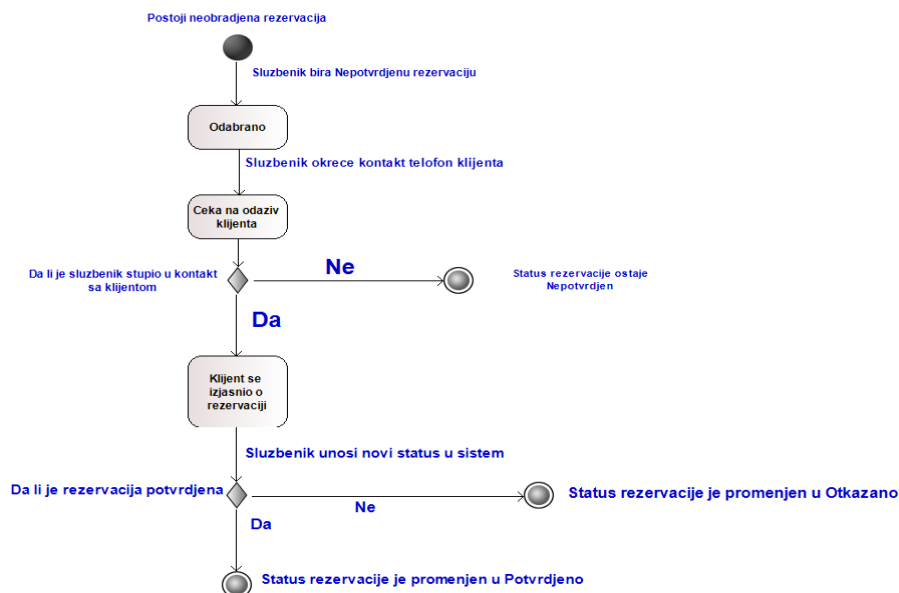 Postoji neobradjena rezervacija
Sluzbenik bira Nepotvrdjenu rezervaciju
Odabrano
Sluzbenik okrece kontakt telofon klijenta
Ceka na odaziv
klijenta
Da li je sluzbenik stupio u kontakt
sa klijentom
Ne
Status rezervacije ostaje
Nepotvrdjen
Da
Klijent se
izjasnio o
rezervaciji
Sluzbenik unosi novi status u sistem
Da li je rezervacija potvrdjena
Ne
Status rezervacije je promenjen u Otkazano
Da
Status rezervacije je promenjen u Potvrdjeno